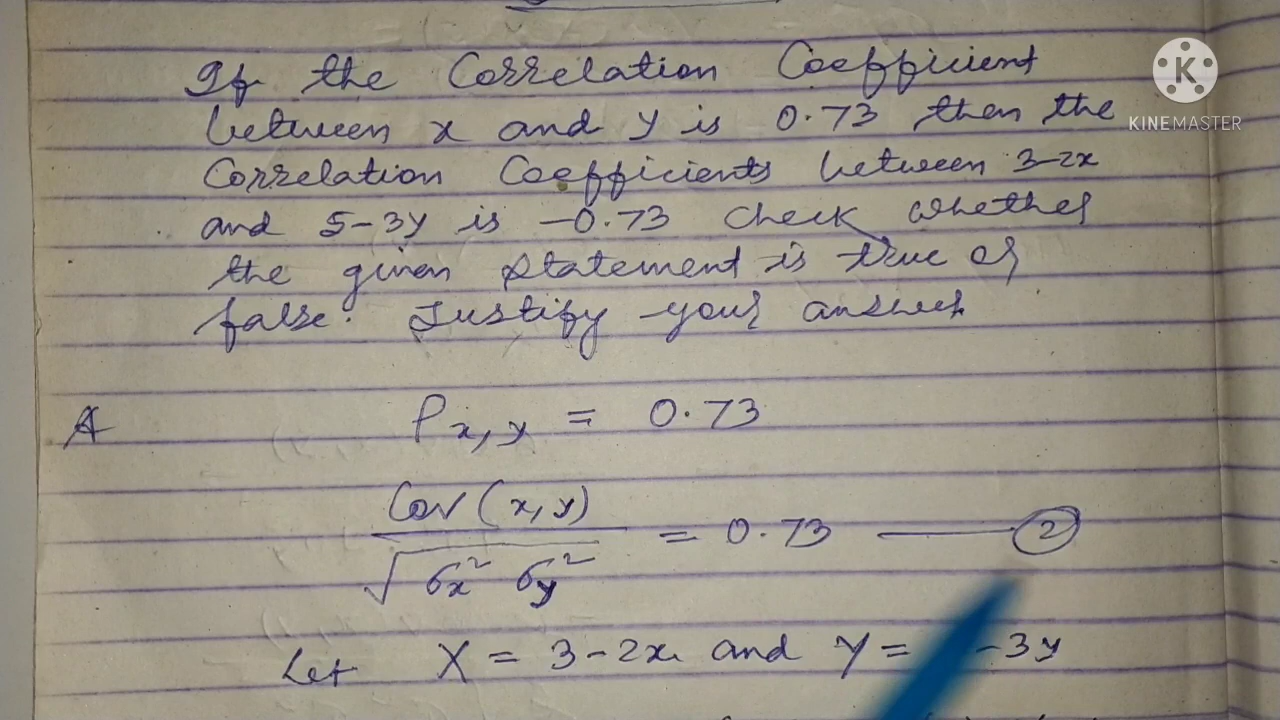 If the Correlation Coefficient
between x and y is 0.73 then the
Correlation Coefficients between 3-2x
and 5-3y is -0.73 check whether
the given statement is true or
false. Justify your answer
K
KINEMASTER
A
ρx,y = 0.73
Cov (x,y)
√σx² σy² = 0.73 — 2
Let X = 3-2x and Y = -3y